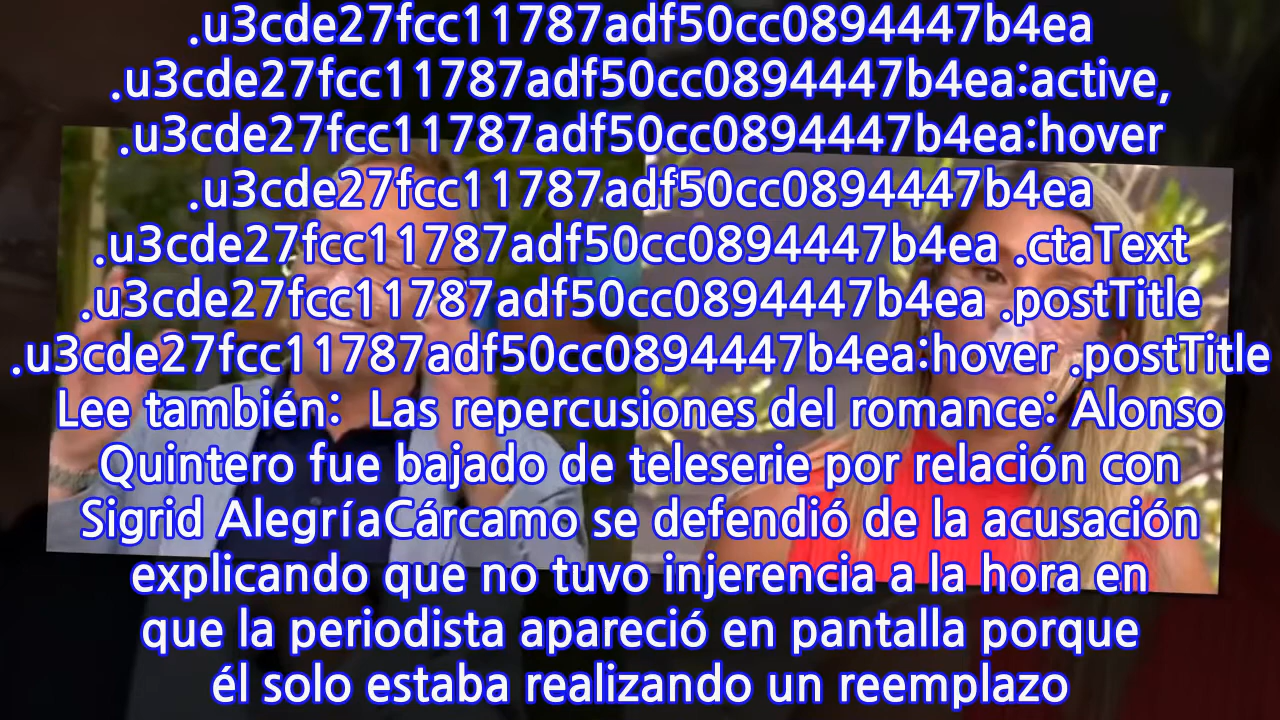 .u3cde27fcc11787adf50cc0894447b4ea
.u3cde27fcc11787adf50cc0894447b4ea:active,
.u3cde27fcc11787adf50cc0894447b4ea:hover
.u3cde27fcc11787adf50cc0894447b4ea
.u3cde27fcc11787adf50cc0894447b4ea .ctaText
.u3cde27fcc11787adf50cc0894447b4ea .postTitle
.u3cde27fcc11787adf50cc0894447b4ea:hover .postTitle
Lee también:  Las repercusiones del romance: Alonso
Quintero fue bajado de teleserie por relación con
Sigrid AlegríaCárcamo se defendió de la acusación
explicando que no tuvo injerencia a la hora en
que la periodista apareció en pantalla porque
él solo estaba realizando un reemplazo